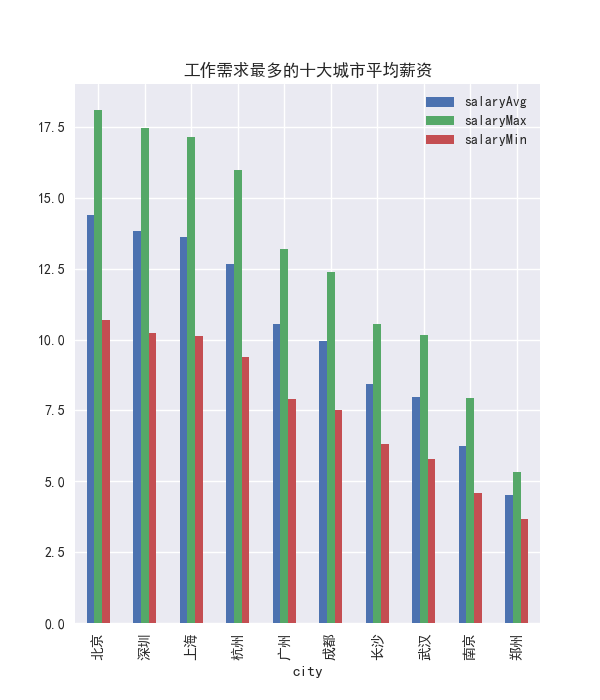 工作需求最多的十大城市平均薪资
salaryAvg
salaryMax
salaryMin
17.5
15.0
12.5
10.0
7.5
5.0
2.5
0.0
北京 深圳 上海 杭州 广州 成都 长沙 武汉 南京 郑州
city